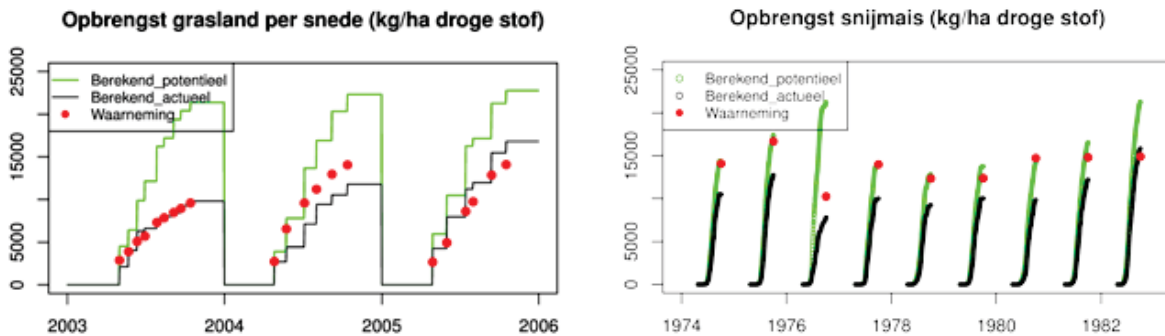 Opbrengst grasland per snede (kg/ha droge stof)
25000
15000
5000
0
Berekend_potentieel
Berekend_actueel
Waarneming
2003
2004
2005
2006
Opbrengst snijmais (kg/ha droge stof)
25000
15000
5000
0
Berekend_potentieel
Berekend_actueel
Waarneming
1974
1976
1978
1980
1982